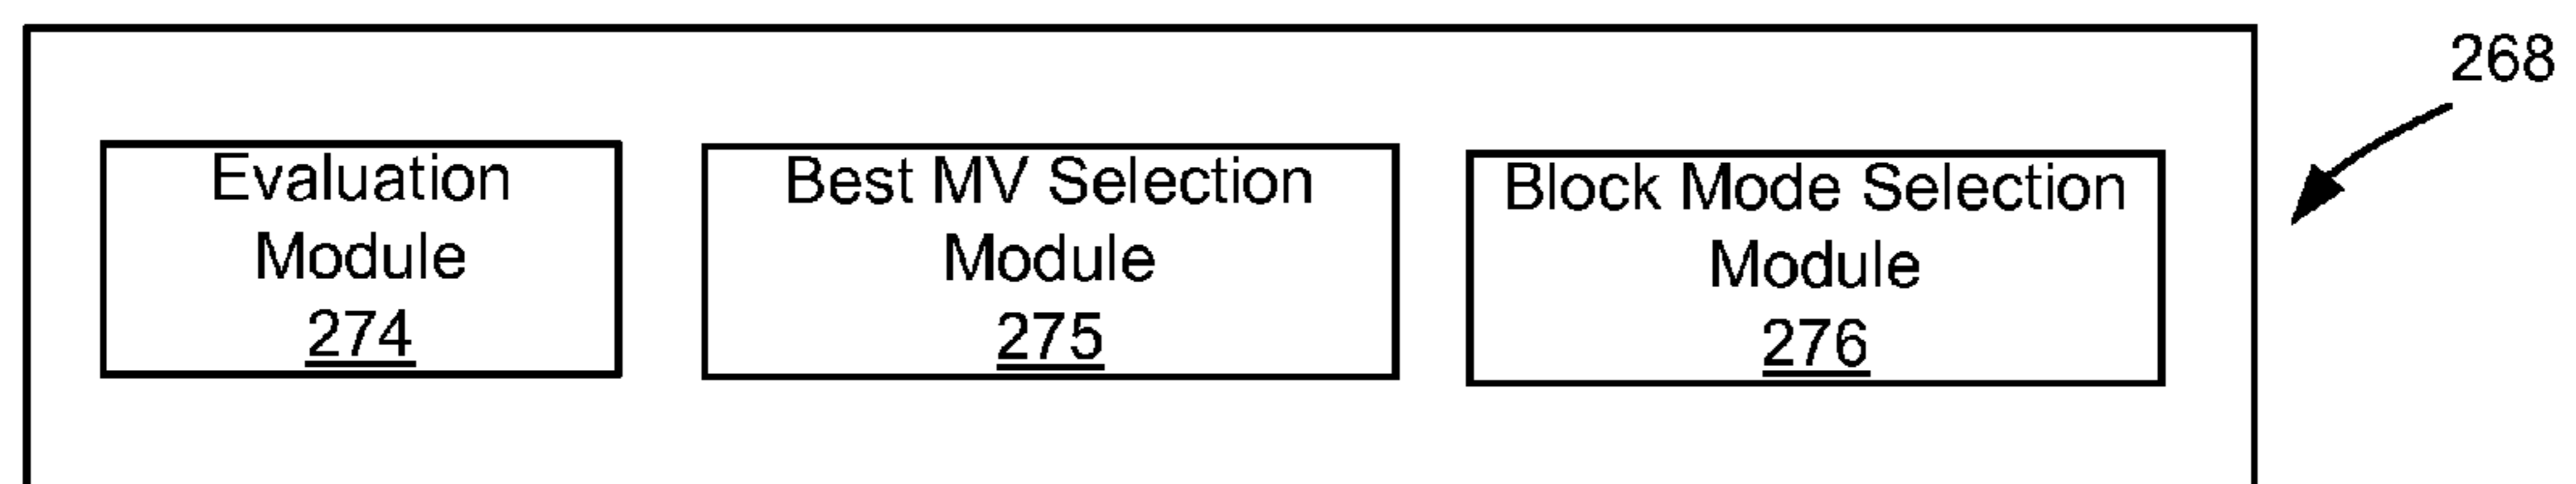 268
Evaluation
Module
274
Best MV Selection
Module
275
Block Mode Selection
Module
276